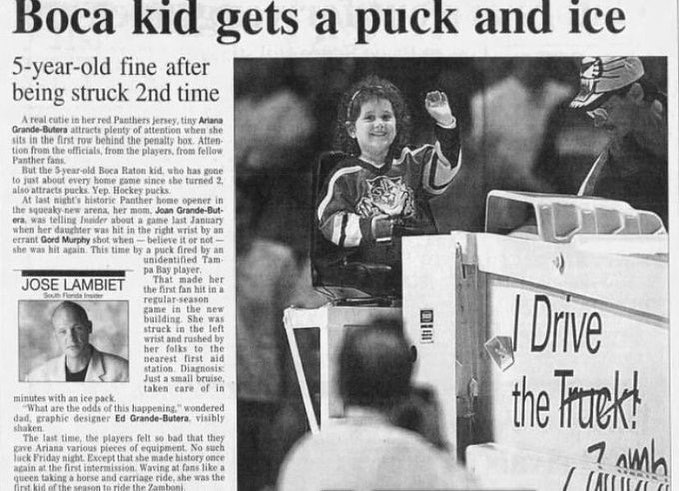 Boca kid gets a puck and ice
5-year-old fine after
being struck 2nd time
A real cutie in her red Panthers jersey, tiny Ariana
Grande-Butera attracts plenty of attention when she
sits in the first row behind the penalty box. Atten-
tion from the officials, from the players, from fellow
Panther fans.
But the 5-year-old Boca Raton kid, who has gone
to just about every home game since she turned 2,
also attracts pucks. Yep. Hockey pucks.
At last night's historic Panther home opener in
the squeaky-new arena, her mom, Joan Grande-But-
era, was telling Insider about a game last January
when her daughter was hit in the right wrist by an
errant Gord Murphy shot when — believe it or not —
she was hit again. This time by a puck fired by an
unidentified Tam-
pa Bay player.
That made her
the first fan hit in a
regular-season
game in the new
building. She was
struck in the left
wrist and rushed by
her folks to the
nearest first aid
station. Diagnosis:
Just a small bruise,
taken care of in
minutes with an ice pack.
"What are the odds of this happening," wondered
dad, graphic designer Ed Grande-Butera, visibly
shaken.
The last time, the players felt so bad that they
gave Ariana various pieces of equipment. No such
luck Friday night. Except that she made history once
again at the first intermission. Waving at fans like a
queen taking a horse and carriage ride, she was the
first kid of the season to ride the Zamboni.
JOSE LAMBIET
South Florida Insider
I Drive
the Truck!